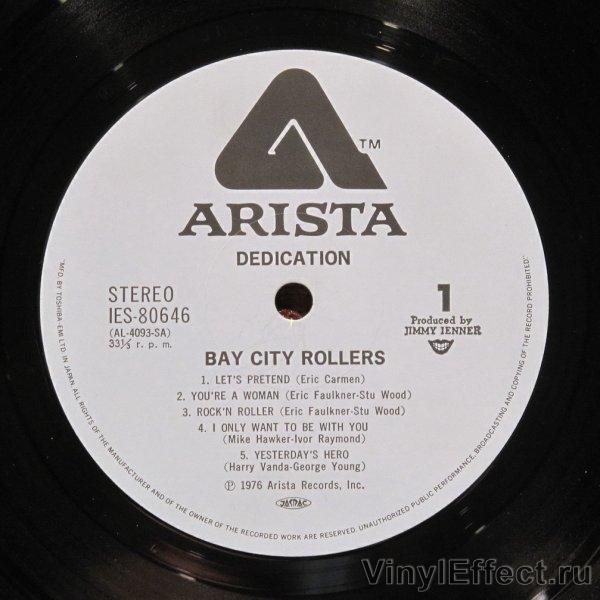 TM
ARISTA
DEDICATION
STEREO
IES-80646
(AL-4093-SA)
33⅓ r. p. m.
1
Produced by
JIMMY IENNER
BAY CITY ROLLERS
1. LET'S PRETEND (Eric Carmen)
2. YOU'RE A WOMAN (Eric Faulkner-Stu Wood)
3. ROCK'N ROLLER (Eric Faulkner-Stu Wood)
4. I ONLY WANT TO BE WITH YOU
(Mike Hawker-Ivor Raymond)
5. YESTERDAY'S HERO
(Harry Vanda-George Young)
Ⓟ 1976 Arista Records, Inc.
JASRAC
"MFD. BY TOSHIBA-EMI LTD. IN JAPAN ALL RIGHTS OF THE MANUFACTURER AND OF THE OWNER OF THE RECORDED WORK ARE RESERVED. UNAUTHORIZED PUBLIC PERFORMANCE, BROADCASTING AND COPYING OF THE RECORD PROHIBITED."
VinylEffect.ru